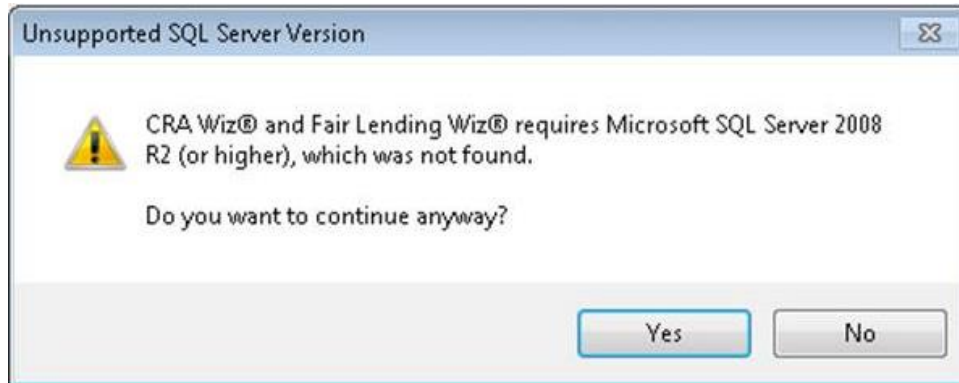 Unsupported SQL Server Version
CRA Wiz® and Fair Lending Wiz® requires Microsoft SQL Server 2008
R2 (or higher), which was not found.
Do you want to continue anyway?
Yes No